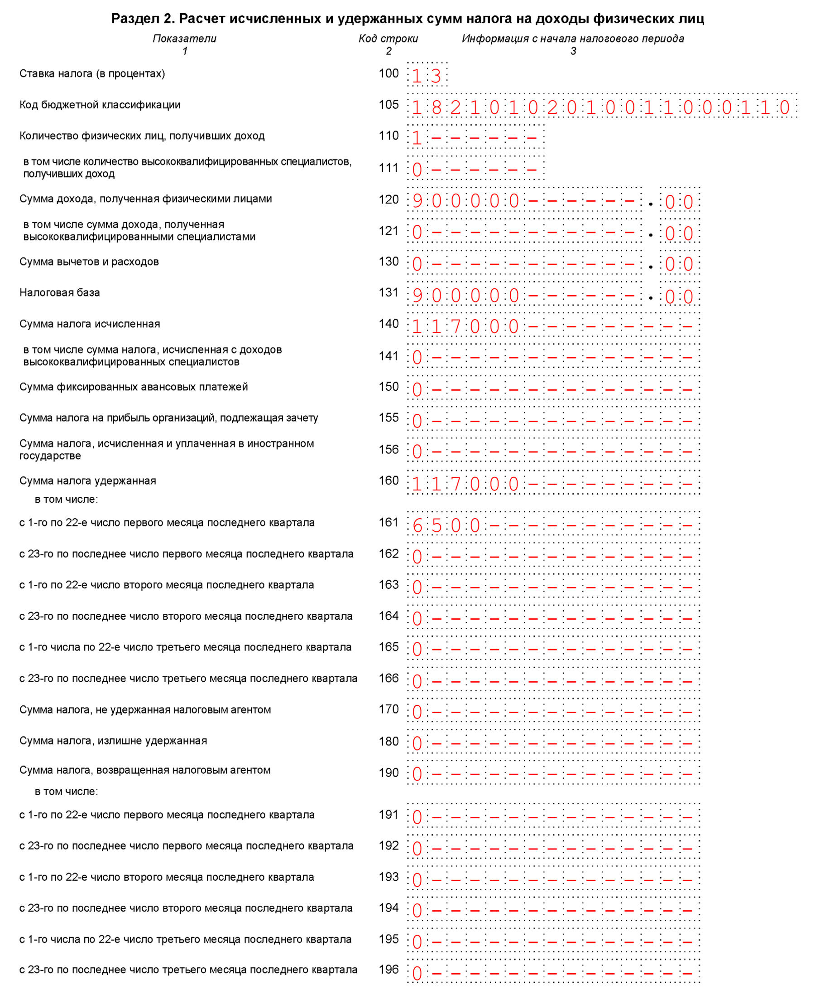 Раздел 2. Расчет исчисленных и удержанных сумм налога на доходы физических лиц
Показатели Код строки Информация с начала налогового периода
1 2 3
Ставка налога (в процентах) 100 13
Код бюджетной классификации 105 18210102010011000110
Количество физических лиц, получивших доход 110 1------
в том числе количество высококвалифицированных специалистов,
получивших доход 111 0------
Сумма дохода, полученная физическими лицами 120 900000------.00
в том числе сумма дохода, полученная
высококвалифицированными специалистами 121 0-----------.00
Сумма вычетов и расходов 130 0-----------.00
Налоговая база 131 900000------.00
Сумма налога исчисленная 140 117000---------
в том числе сумма налога, исчисленная с доходов
высококвалифицированных специалистов 141 0--------------
Сумма фиксированных авансовых платежей 150 0--------------
Сумма налога на прибыль организаций, подлежащая зачету 155 0--------------
Сумма налога, исчисленная и уплаченная в иностранном
государстве 156 0--------------
Сумма налога удержанная 160 117000---------
в том числе:
с 1-го по 22-е число первого месяца последнего квартала 161 6500-----------
с 23-го по последнее число первого месяца последнего квартала 162 0--------------
с 1-го по 22-е число второго месяца последнего квартала 163 0--------------
с 23-го по последнее число второго месяца последнего квартала 164 0--------------
с 1-го числа по 22-е число третьего месяца последнего квартала 165 0--------------
с 23-го по последнее число третьего месяца последнего квартала 166 0--------------
Сумма налога, не удержанная налоговым агентом 170 0--------------
Сумма налога, излишне удержанная 180 0--------------
Сумма налога, возвращенная налоговым агентом 190 0--------------
в том числе:
с 1-го по 22-е число первого месяца последнего квартала 191 0--------------
с 23-го по последнее число первого месяца последнего квартала 192 0--------------
с 1-го по 22-е число второго месяца последнего квартала 193 0--------------
с 23-го по последнее число второго месяца последнего квартала 194 0--------------
с 1-го числа по 22-е число третьего месяца последнего квартала 195 0--------------
с 23-го по последнее число третьего месяца последнего квартала 196 0--------------